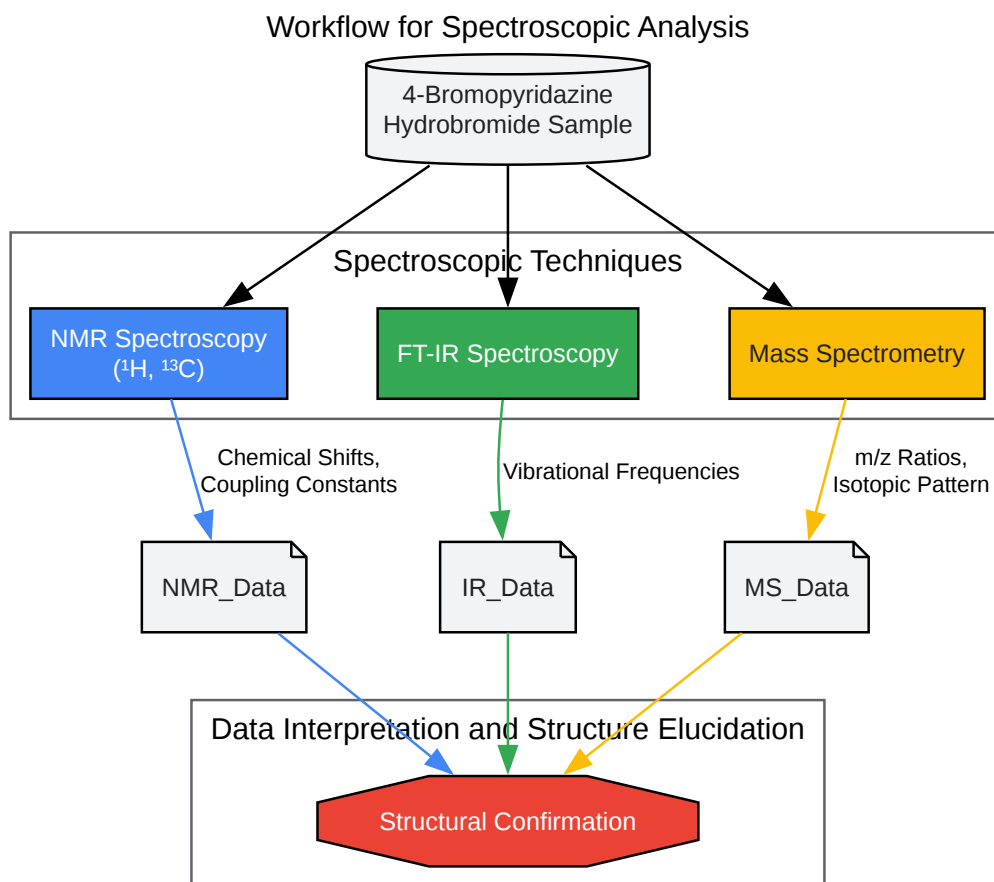 Workflow for Spectroscopic Analysis
4-Bromopyridazine
Hydrobromide Sample
Spectroscopic Techniques
NMR Spectroscopy
(¹H, ¹³C)
FT-IR Spectroscopy
Mass Spectrometry
Chemical Shifts,
Coupling Constants
Vibrational Frequencies
m/z Ratios,
Isotopic Pattern
NMR_Data
IR_Data
MS_Data
Data Interpretation and Structure Elucidation
Structural Confirmation